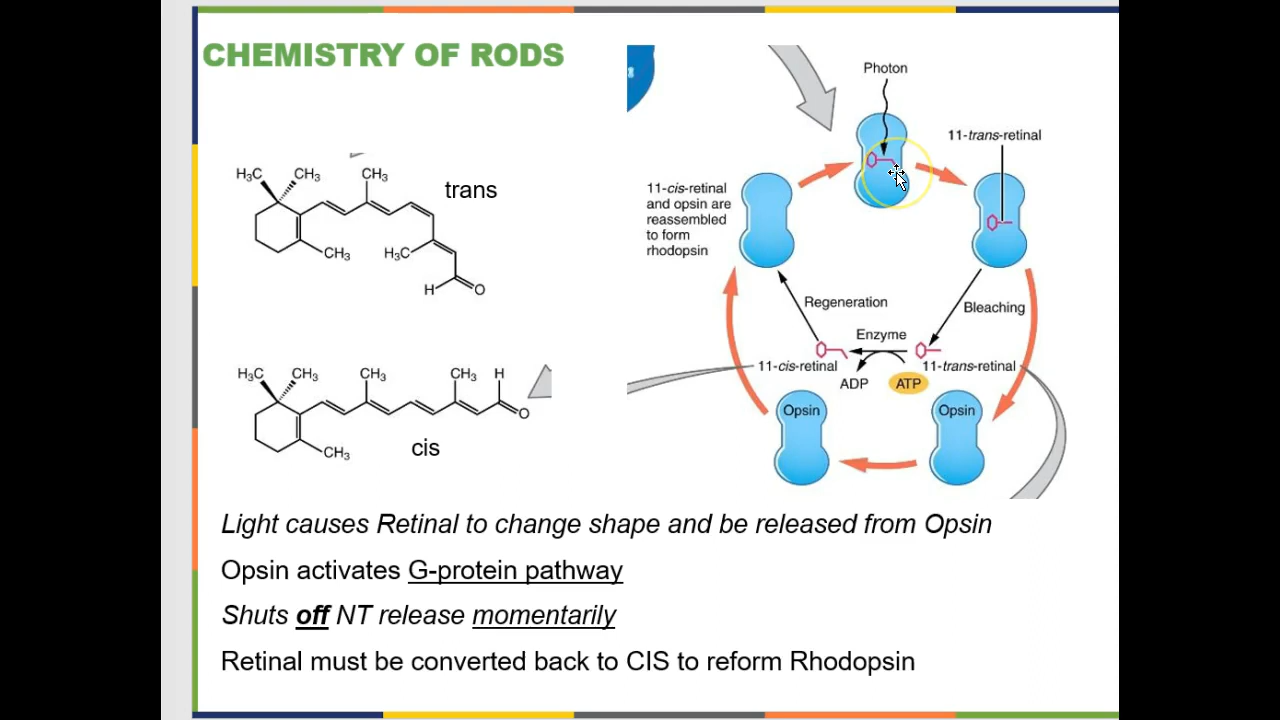 CHEMISTRY OF RODS
H₃C
CH₃
CH₃
trans
CH₃
H₃C
H
O
H₃C
CH₃
CH₃
CH₃
H
O
CH₃
cis
Photon
11-trans-retinal
11-cis-retinal
and opsin are
reassembled
to form
rhodopsin
Regeneration
Bleaching
Enzyme
11-cis-retinal
11-trans-retinal
ADP
ATP
Opsin
Opsin
Light causes Retinal to change shape and be released from Opsin
Opsin activates G-protein pathway
Shuts off NT release momentarily
Retinal must be converted back to CIS to reform Rhodopsin